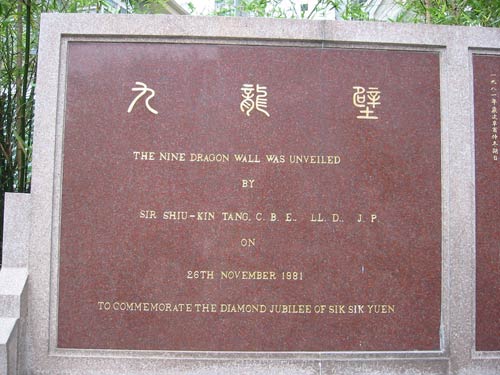 九龍壁
THE NINE DRAGON WALL WAS UNVEILED
BY
SIR SHIU-KIN TANG, C. B. E., LL. D., J. P.
ON
26TH NOVEMBER 1981
TO COMMEMORATE THE DIAMOND JUBILEE OF SIK SIK YUEN